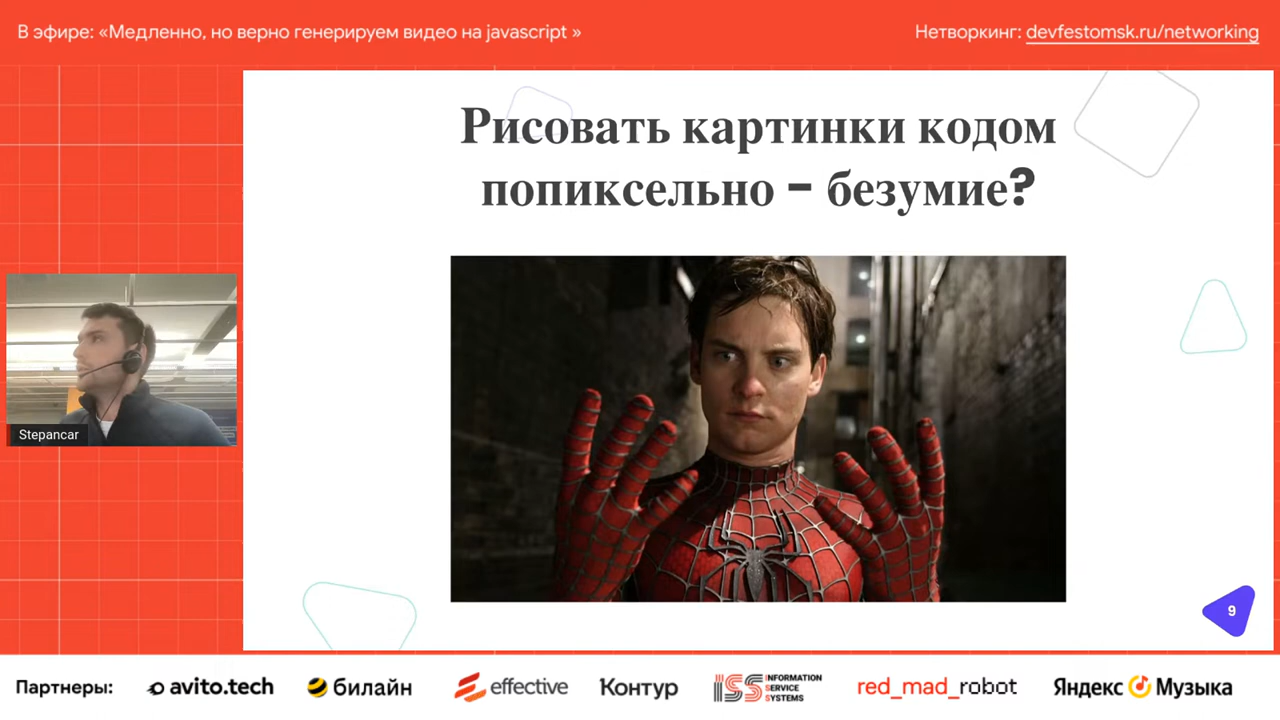 В эфире: «Медленно, но верно генерируем видео на javascript »
Нетворкинг: devfestomsk.ru/networking
Рисовать картинки кодом
попиксельно - безумие?
Stepancar
9
Партнеры:
avito.tech
билайн
effective
Контур
ISS INFORMATION
SERVICE
SYSTEMS
red_mad_robot
Яндекс Музыка